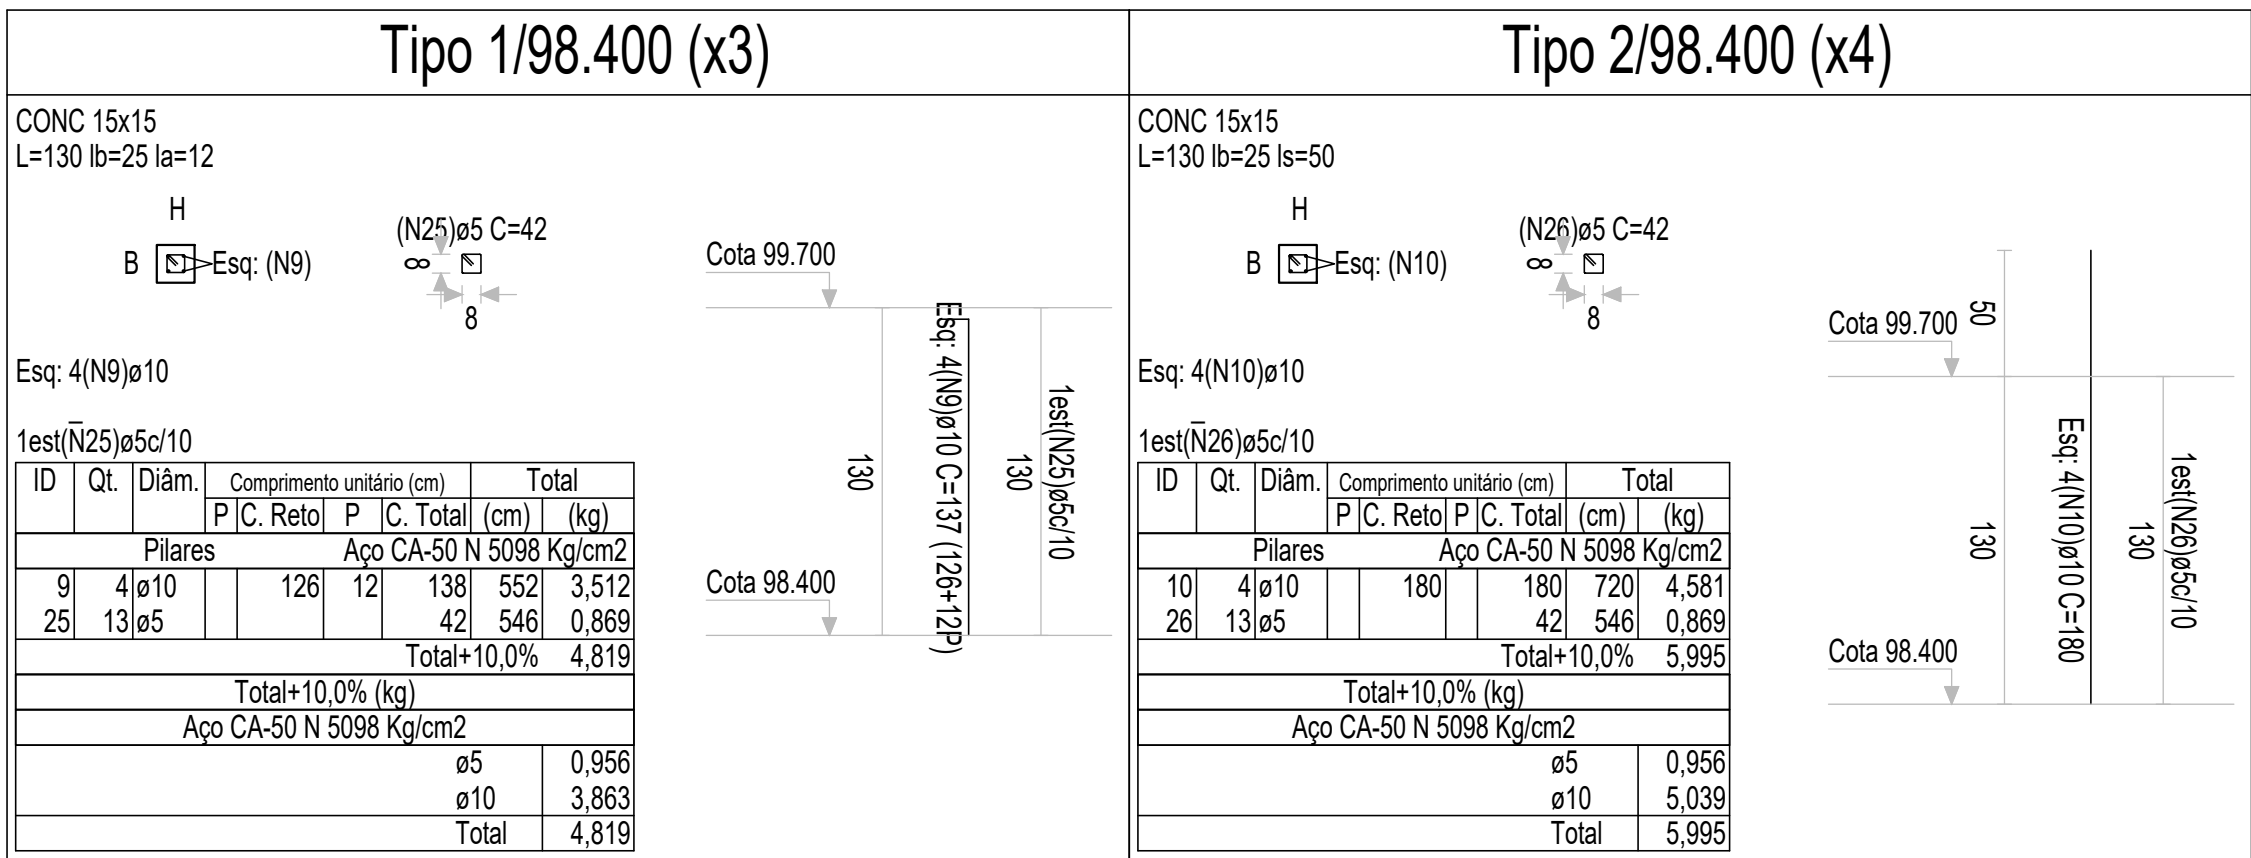 Tipo 1/98.400 (x3)
CONC 15x15
L=130 lb=25 la=12
H
B
Esq: (N9)
(N25)ø5 C=42
8
8
Esq: 4(N9)ø10
1est(N25)ø5c/10
ID Qt. Diâm. Comprimento unitário (cm) Total
P C. Reto P C. Total (cm) (kg)
Pilares Aço CA-50 N 5098 Kg/cm2
9 4 ø10 126 12 138 552 3,512
25 13 ø5 42 546 0,869
Total+10,0% 4,819
Total+10,0% (kg)
Aço CA-50 N 5098 Kg/cm2
ø5 0,956
ø10 3,863
Total 4,819
Cota 99.700
Cota 98.400
130
Esq: 4(N9)ø10 C=137 (126+12P)
130
1est(N25)ø5c/10
Tipo 2/98.400 (x4)
CONC 15x15
L=130 lb=25 ls=50
H
B
Esq: (N10)
(N26)ø5 C=42
8
8
Esq: 4(N10)ø10
1est(N26)ø5c/10
ID Qt. Diâm. Comprimento unitário (cm) Total
P C. Reto P C. Total (cm) (kg)
Pilares Aço CA-50 N 5098 Kg/cm2
10 4 ø10 180 180 720 4,581
26 13 ø5 42 546 0,869
Total+10,0% 5,995
Total+10,0% (kg)
Aço CA-50 N 5098 Kg/cm2
ø5 0,956
ø10 5,039
Total 5,995
Cota 99.700
Cota 98.400
50
130
Esq: 4(N10)ø10 C=180
130
1est(N26)ø5c/10